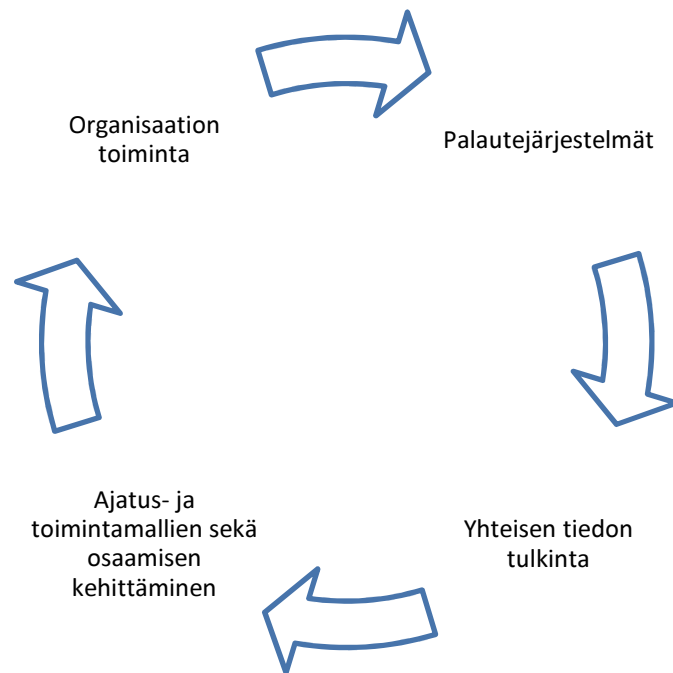 Organisaation
toiminta
Palautejärjestelmät
Yhteisen tiedon
tulkinta
Ajatus- ja
toimintamallien sekä
osaamisen
kehittäminen